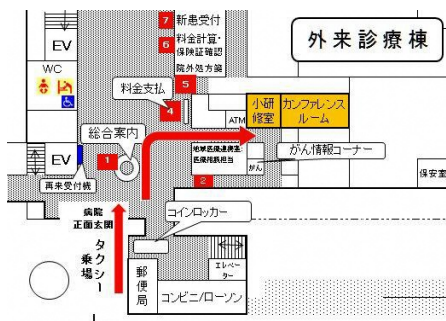 外来診療棟
7 新患受付
EV
6 料金計算・
保険証確認
院外処方箋
WC
5
料金支払
4
ATM
小研
修室
カンファレンス
ルーム
総合案内
1
地域医療連携室
がん情報コーナー
EV
がん
2
保安室
再来受付機
病院
正面玄関
コインロッカー
タクシー
乗場
郵便局
エレベーター
コンビニ/ローソン